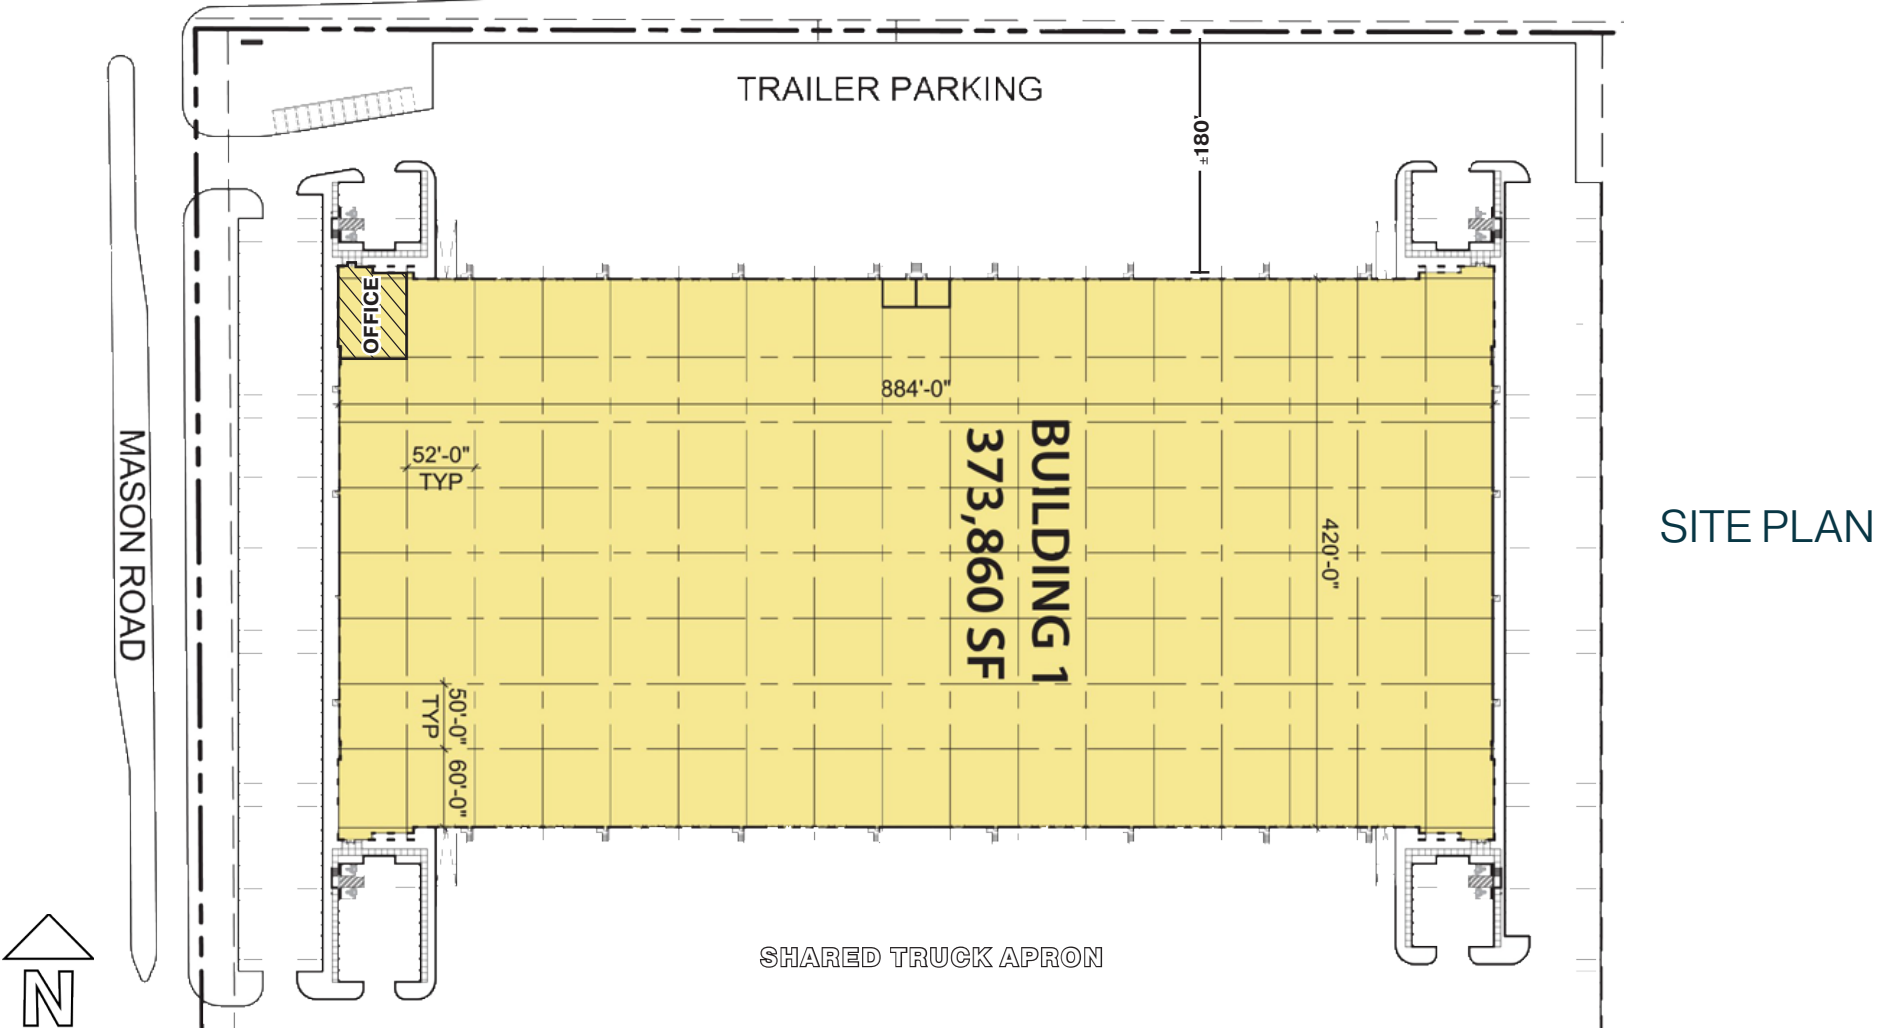 TRAILER PARKING
±180'
OFFICE
884'-0"
52'-0"
TYP
BUILDING 1
373,860 SF
420'-0"
MASON ROAD
SITE PLAN
50'-0"
TYP
60'-0"
SHARED TRUCK APRON
N